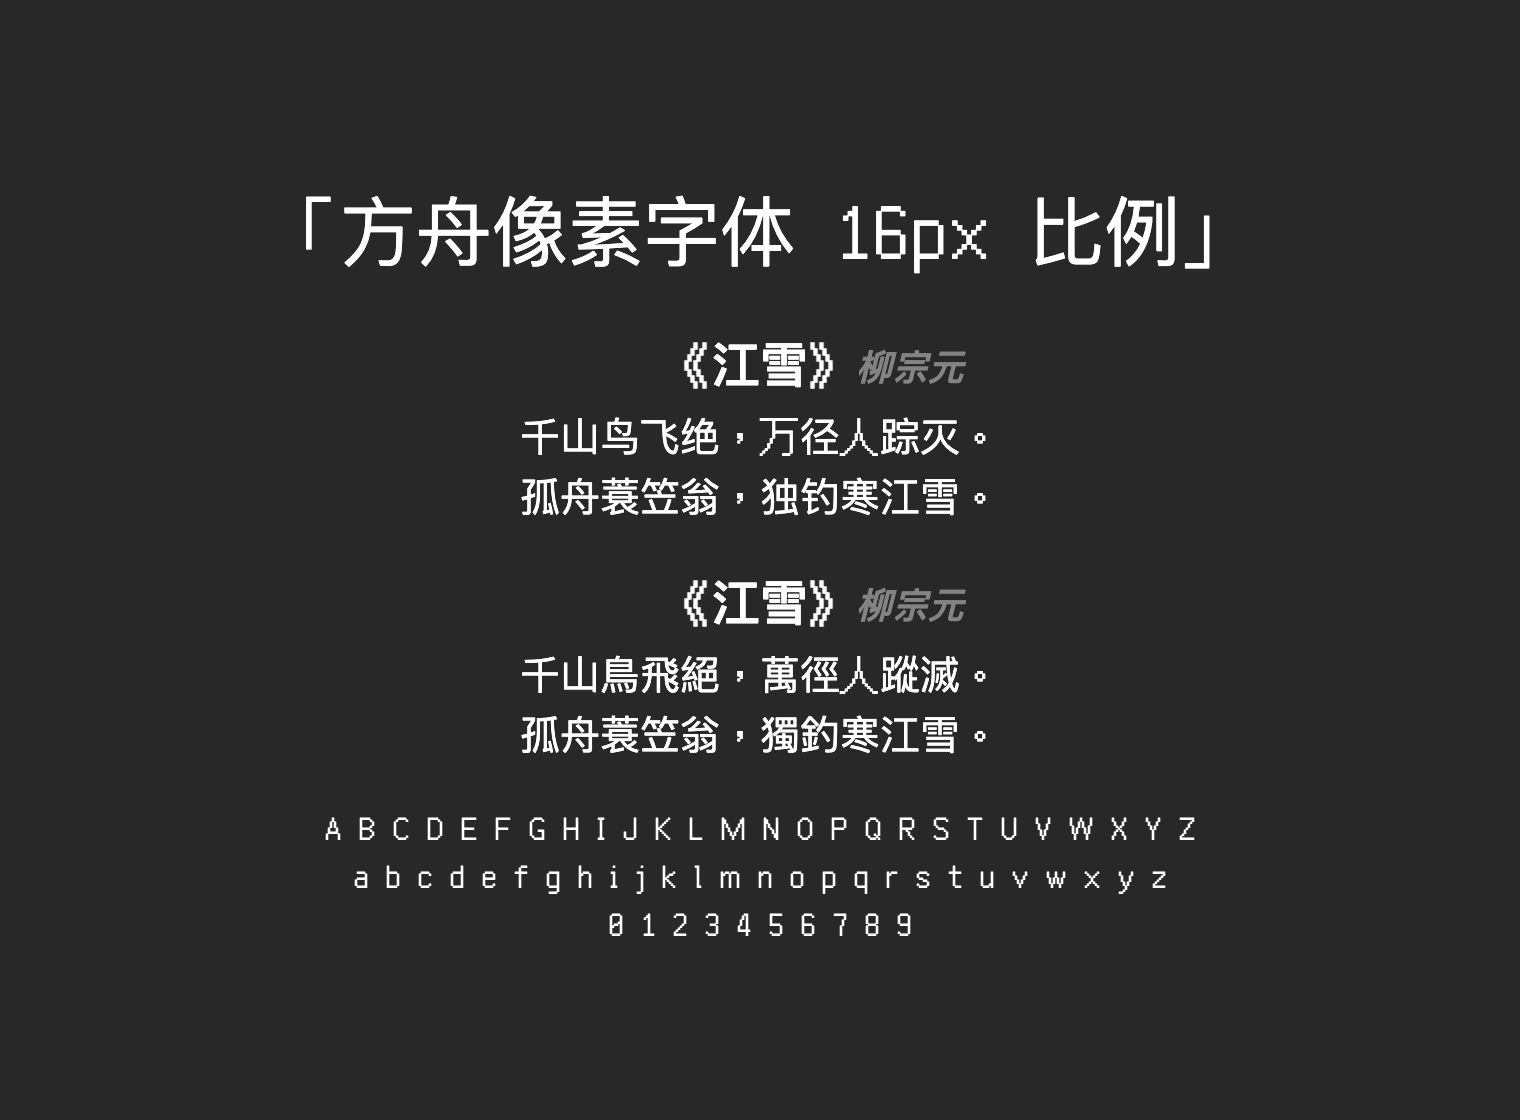 「方舟像素字体 16px 比例」
《江雪》柳宗元
千山鸟飞绝，万径人踪灭。
孤舟蓑笠翁，独钓寒江雪。
《江雪》柳宗元
千山鳥飛絕，萬徑人蹤滅。
孤舟蓑笠翁，獨釣寒江雪。
A B C D E F G H I J K L M N O P Q R S T U V W X Y Z
a b c d e f g h i j k l m n o p q r s t u v w x y z
0 1 2 3 4 5 6 7 8 9